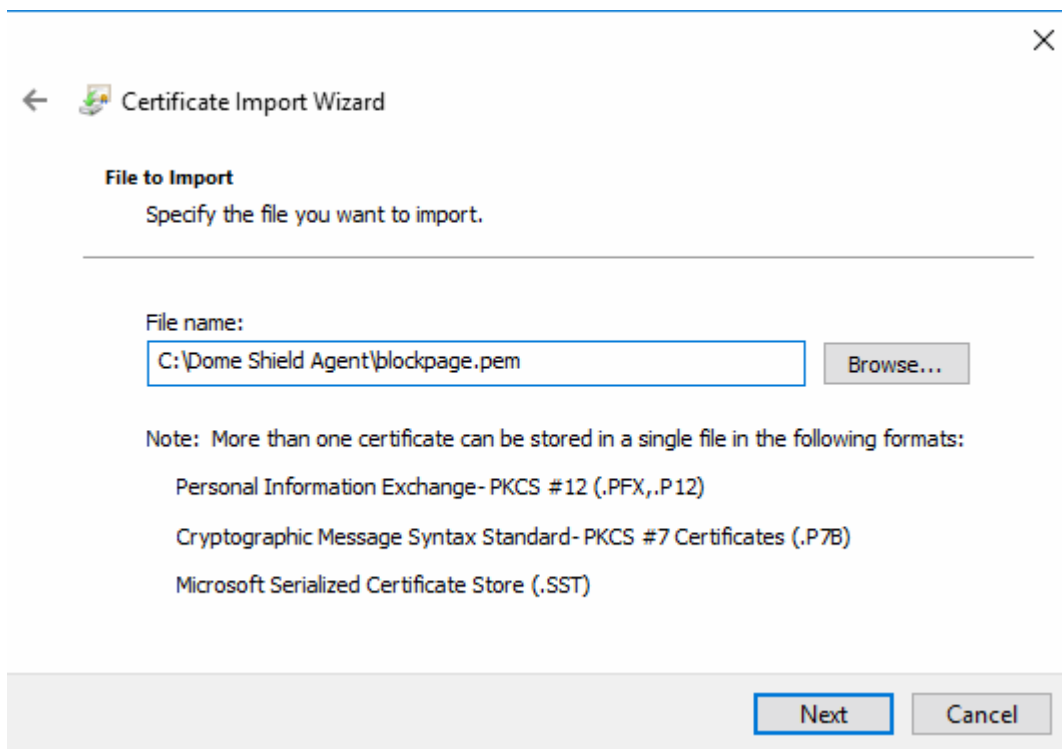 Certificate Import Wizard
File to Import
Specify the file you want to import.
File name:
C:\Dome Shield Agent\blockpage.pem
Browse...
Note: More than one certificate can be stored in a single file in the following formats:
Personal Information Exchange- PKCS #12 (.PFX,.P12)
Cryptographic Message Syntax Standard- PKCS #7 Certificates (.P7B)
Microsoft Serialized Certificate Store (.SST)
Next Cancel